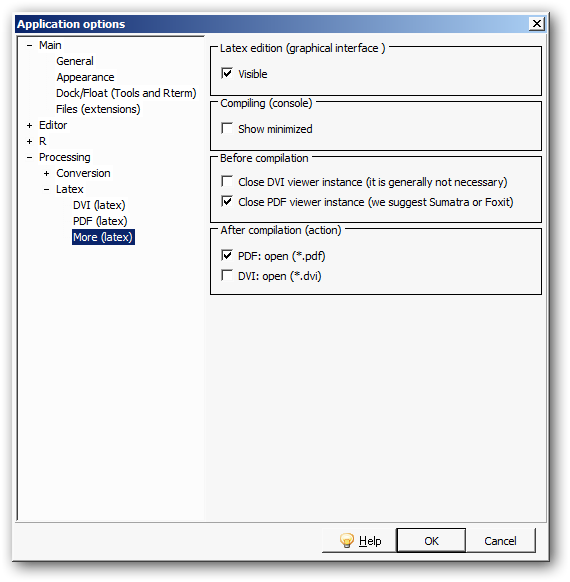 Application options
Main
General
Appearance
Dock/Float (Tools and Rterm)
Files (extensions)
Editor
R
Processing
Conversion
Latex
DVI (latex)
PDF (latex)
More (latex)
Latex edition (graphical interface )
Visible
Compiling (console)
Show minimized
Before compilation
Close DVI viewer instance (it is generally not necessary)
Close PDF viewer instance (we suggest Sumatra or Foxit)
After compilation (action)
PDF: open (*.pdf)
DVI: open (*.dvi)
Help
OK
Cancel